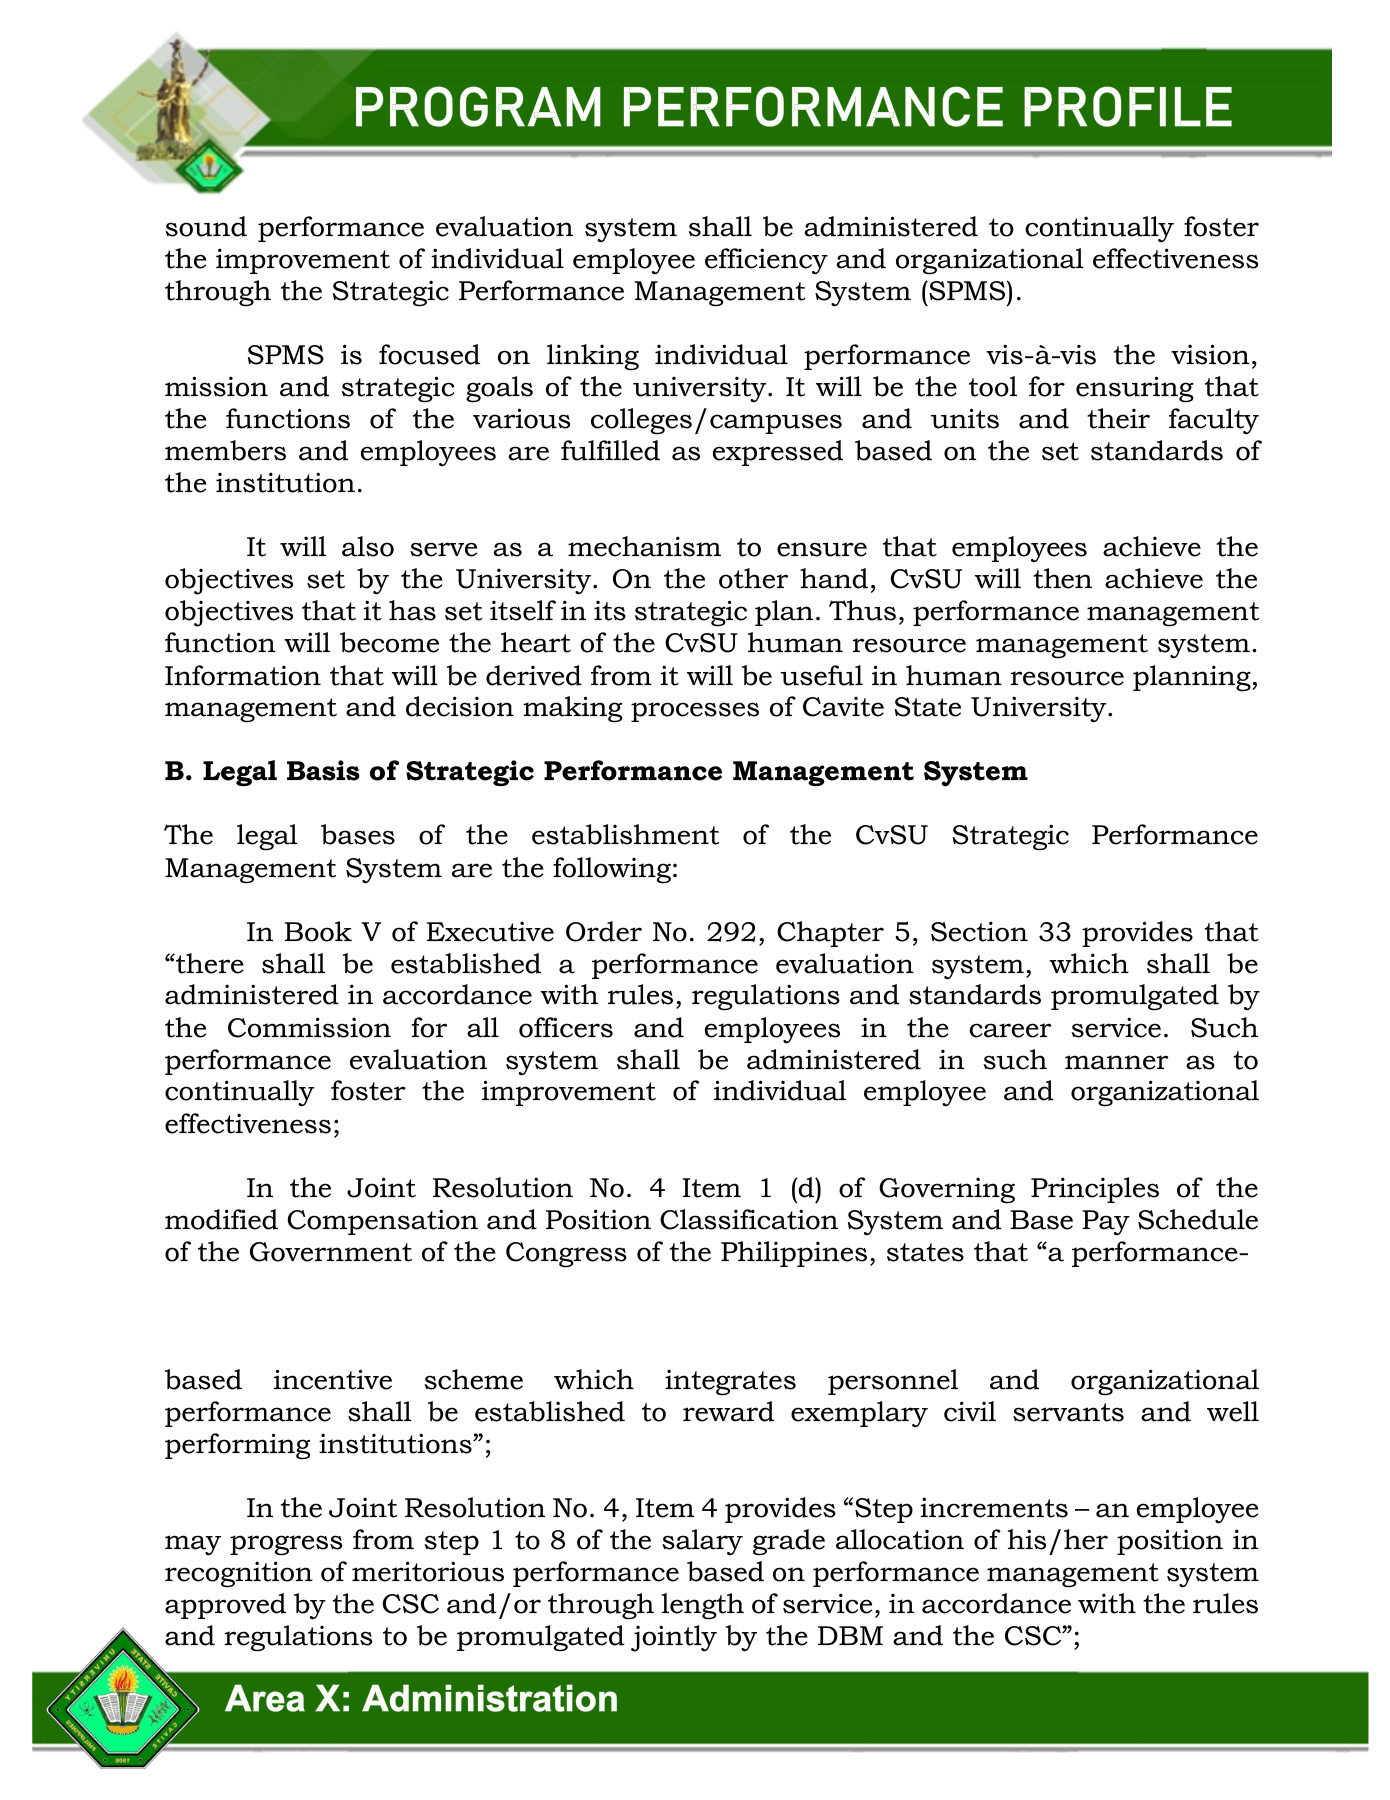 PROGRAM PERFORMANCE PROFILE
sound performance evaluation system shall be administered to continually foster
the improvement of individual employee efficiency and organizational effectiveness
through the Strategic Performance Management System (SPMS).
SPMS is focused on linking individual performance vis-à-vis the vision,
mission and strategic goals of the university. It will be the tool for ensuring that
the functions of the various colleges/campuses and units and their faculty
members and employees are fulfilled as expressed based on the set standards of
the institution.
It will also serve as a mechanism to ensure that employees achieve the
objectives set by the University. On the other hand, CvSU will then achieve the
objectives that it has set itself in its strategic plan. Thus, performance management
function will become the heart of the CvSU human resource management system.
Information that will be derived from it will be useful in human resource planning,
management and decision making processes of Cavite State University.
B. Legal Basis of Strategic Performance Management System
The legal bases of the establishment of the CvSU Strategic Performance
Management System are the following:
In Book V of Executive Order No. 292, Chapter 5, Section 33 provides that
“there shall be established a performance evaluation system, which shall be
administered in accordance with rules, regulations and standards promulgated by
the Commission for all officers and employees in the career service. Such
performance evaluation system shall be administered in such manner as to
continually foster the improvement of individual employee and organizational
effectiveness;
In the Joint Resolution No. 4 Item 1 (d) of Governing Principles of the
modified Compensation and Position Classification System and Base Pay Schedule
of the Government of the Congress of the Philippines, states that “a performance-
based incentive scheme which integrates personnel and organizational
performance shall be established to reward exemplary civil servants and well
performing institutions”;
In the Joint Resolution No. 4, Item 4 provides “Step increments – an employee
may progress from step 1 to 8 of the salary grade allocation of his/her position in
recognition of meritorious performance based on performance management system
approved by the CSC and/or through length of service, in accordance with the rules
and regulations to be promulgated jointly by the DBM and the CSC”;
CAVITE STATE UNIVERSITY
CAVITE
PHILIPPINES
1906
Area X: Administration